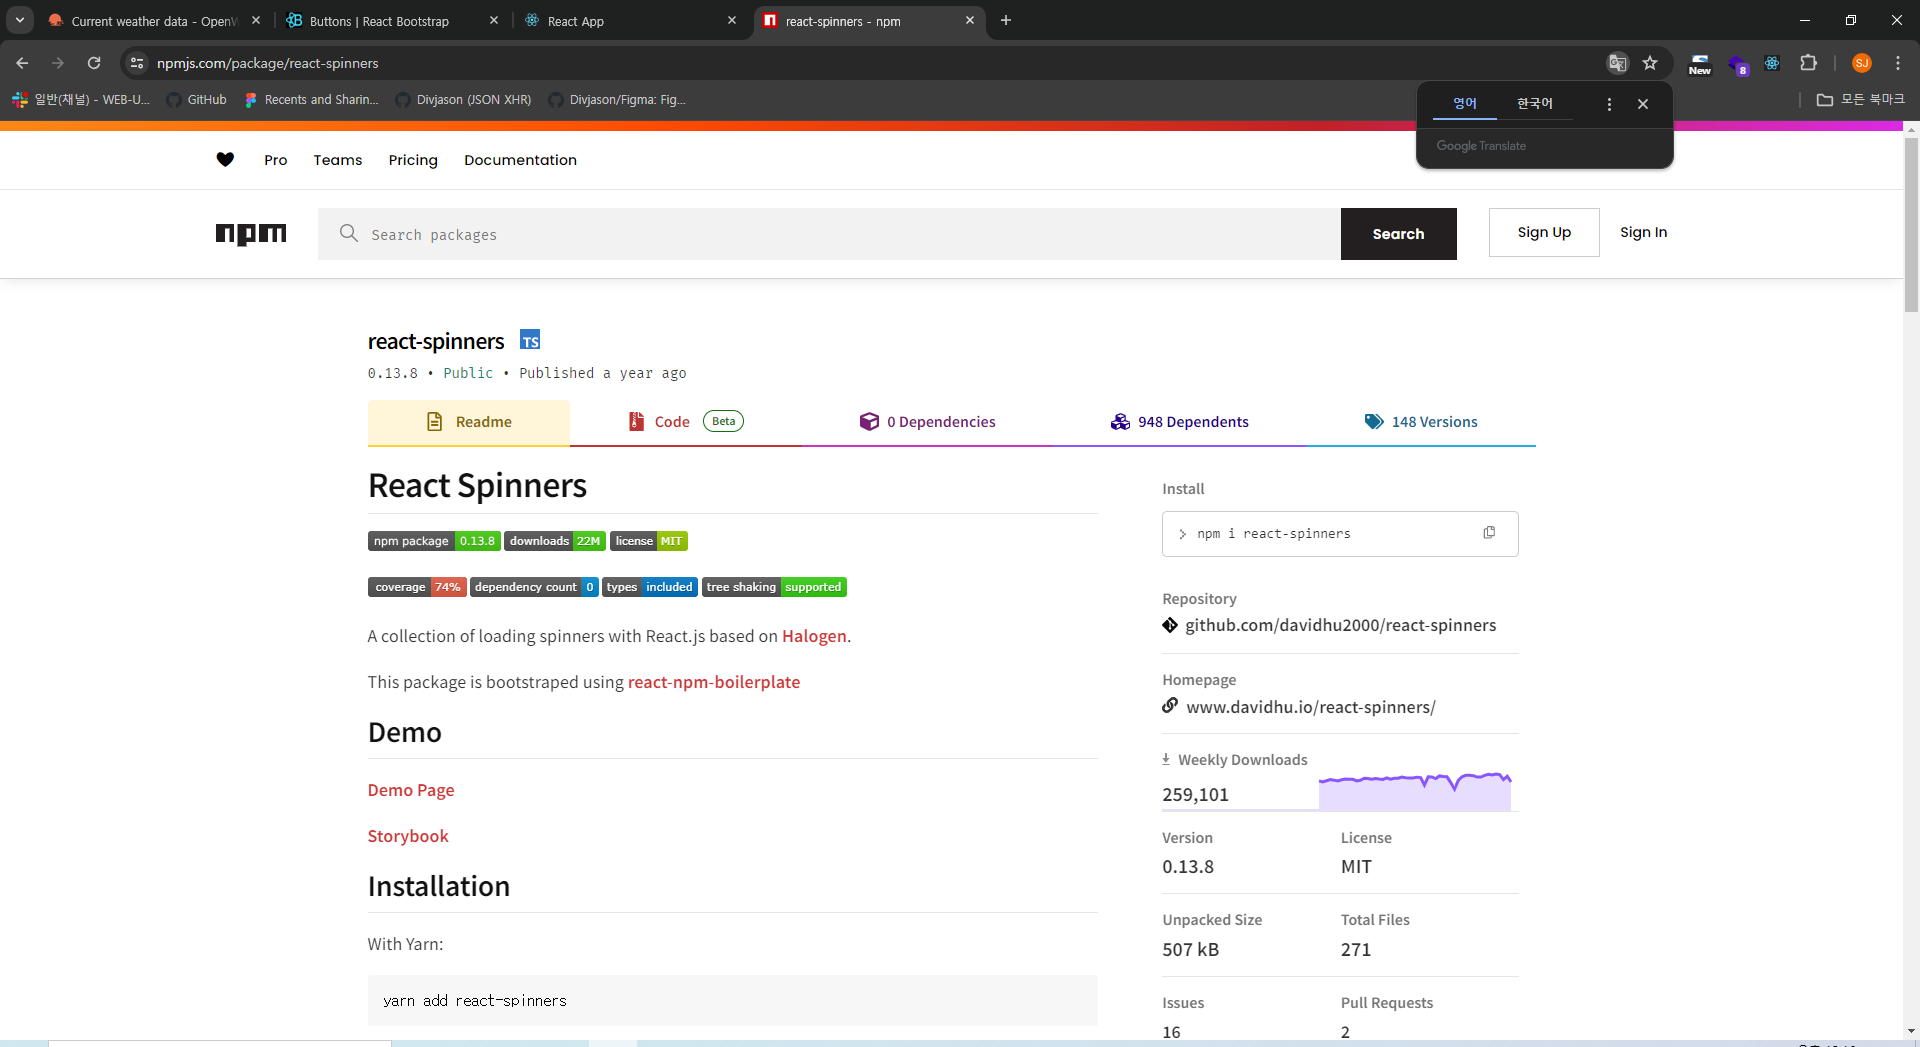 Current weather data - OpenW
Buttons | React Bootstrap
React App
react-spinners - npm
npmjs.com/package/react-spinners
New
8
SJ
일반(채널) - WEB-U...
GitHub
Recents and Sharin...
Divjason (JSON XHR)
Divjason/Figma: Fig...
모든 북마크
영어
한국어
Google Translate
Pro
Teams
Pricing
Documentation
npm
Search packages
Search
Sign Up
Sign In
react-spinners
TS
0.13.8 • Public • Published a year ago
Readme
Code
Beta
0 Dependencies
948 Dependents
148 Versions
React Spinners
npm package 0.13.8
downloads 22M
license MIT
coverage 74%
dependency count 0
types included
tree shaking supported
A collection of loading spinners with React.js based on Halogen.
This package is bootstraped using react-npm-boilerplate
Demo
Demo Page
Storybook
Installation
With Yarn:
yarn add react-spinners
Install
> npm i react-spinners
Repository
github.com/davidhu2000/react-spinners
Homepage
www.davidhu.io/react-spinners/
Weekly Downloads
259,101
Version
0.13.8
License
MIT
Unpacked Size
507 kB
Total Files
271
Issues
16
Pull Requests
2